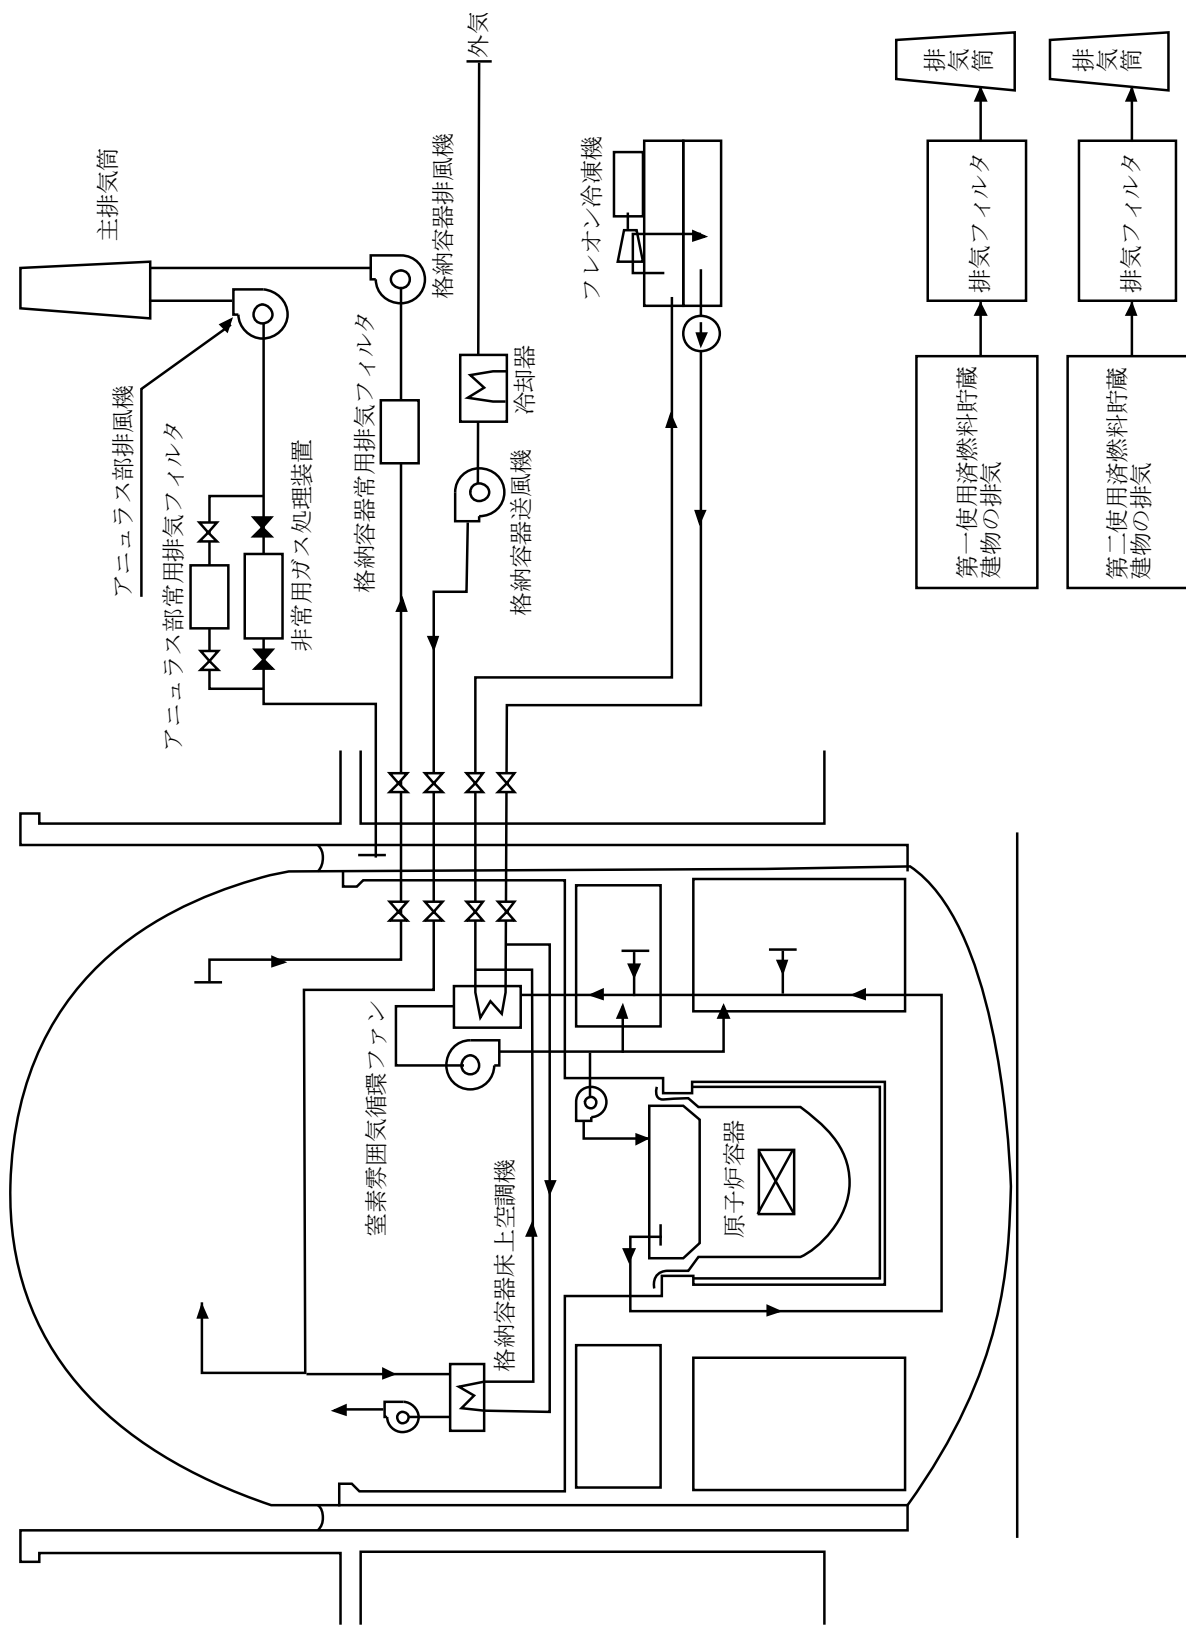 主排気筒
アニュラス部排風機
アニュラス部常用排気フィルタ
非常用ガス処理装置
格納容器常用排気フィルタ
格納容器排風機
外気
冷却器
格納容器送風機
フレオン冷凍機
排
気
筒
排気フィルタ
第一使用済燃料貯蔵
建物の排気
排
気
筒
排気フィルタ
第二使用済燃料貯蔵
建物の排気
窒素雰囲気循環ファン
格納容器床上空調機
原子炉容器